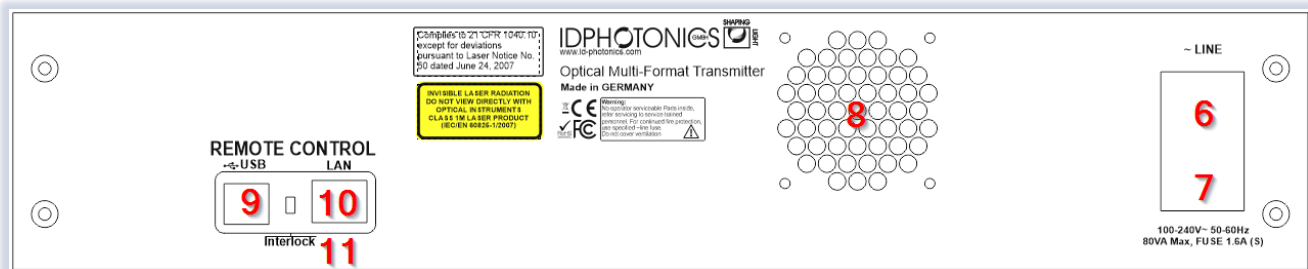 Complies to 21 CFR 1040.10
except for deviations
pursuant to Laser Notice No.
50 dated June 24, 2007
INVISIBLE LASER RADIATION
DO NOT VIEW DIRECTLY WITH
OPTICAL INSTRUMENTS
CLASS 1M LASER PRODUCT
(IEC/EN 60825-1/2007)
IDPHOTONICS GMBH
SHAPING
LIGHT
www.id-photonics.com
Optical Multi-Format Transmitter
Made in GERMANY
CE
FC
RoHS
Warning:
No operator serviceable Parts inside,
refer servicing to service trained
personnel. For continued fire protection,
use specified ~line fuse.
Do not cover ventilation
8
~ LINE
6
7
100-240V~ 50-60Hz
80VA Max, FUSE 1.6A (S)
REMOTE CONTROL
USB
LAN
9
10
Interlock
11